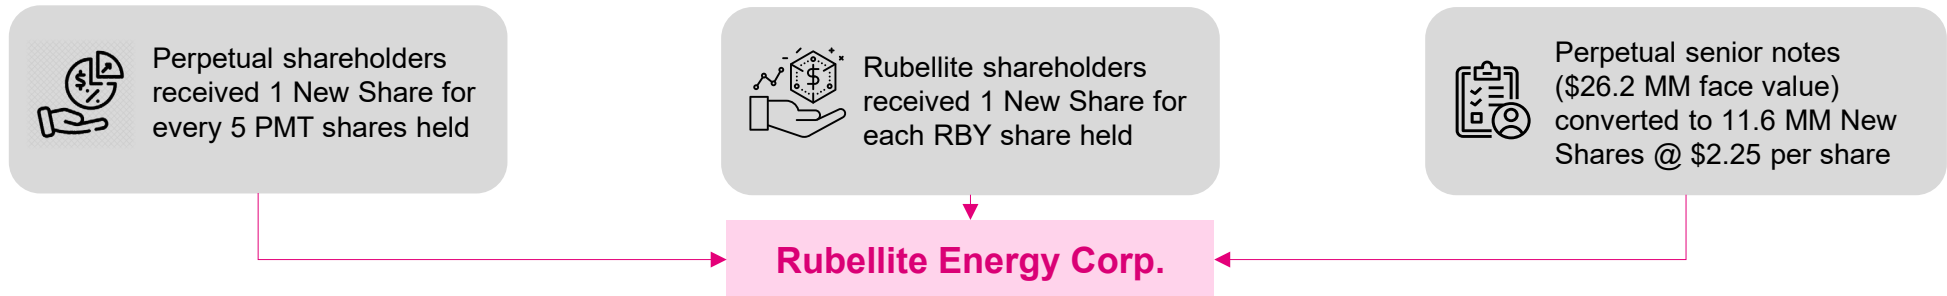 Perpetual shareholders
received 1 New Share for
every 5 PMT shares held
Rubellite shareholders
received 1 New Share for
each RBY share held
Perpetual senior notes
($26.2 MM face value)
converted to 11.6 MM New
Shares @ $2.25 per share
Rubellite Energy Corp.